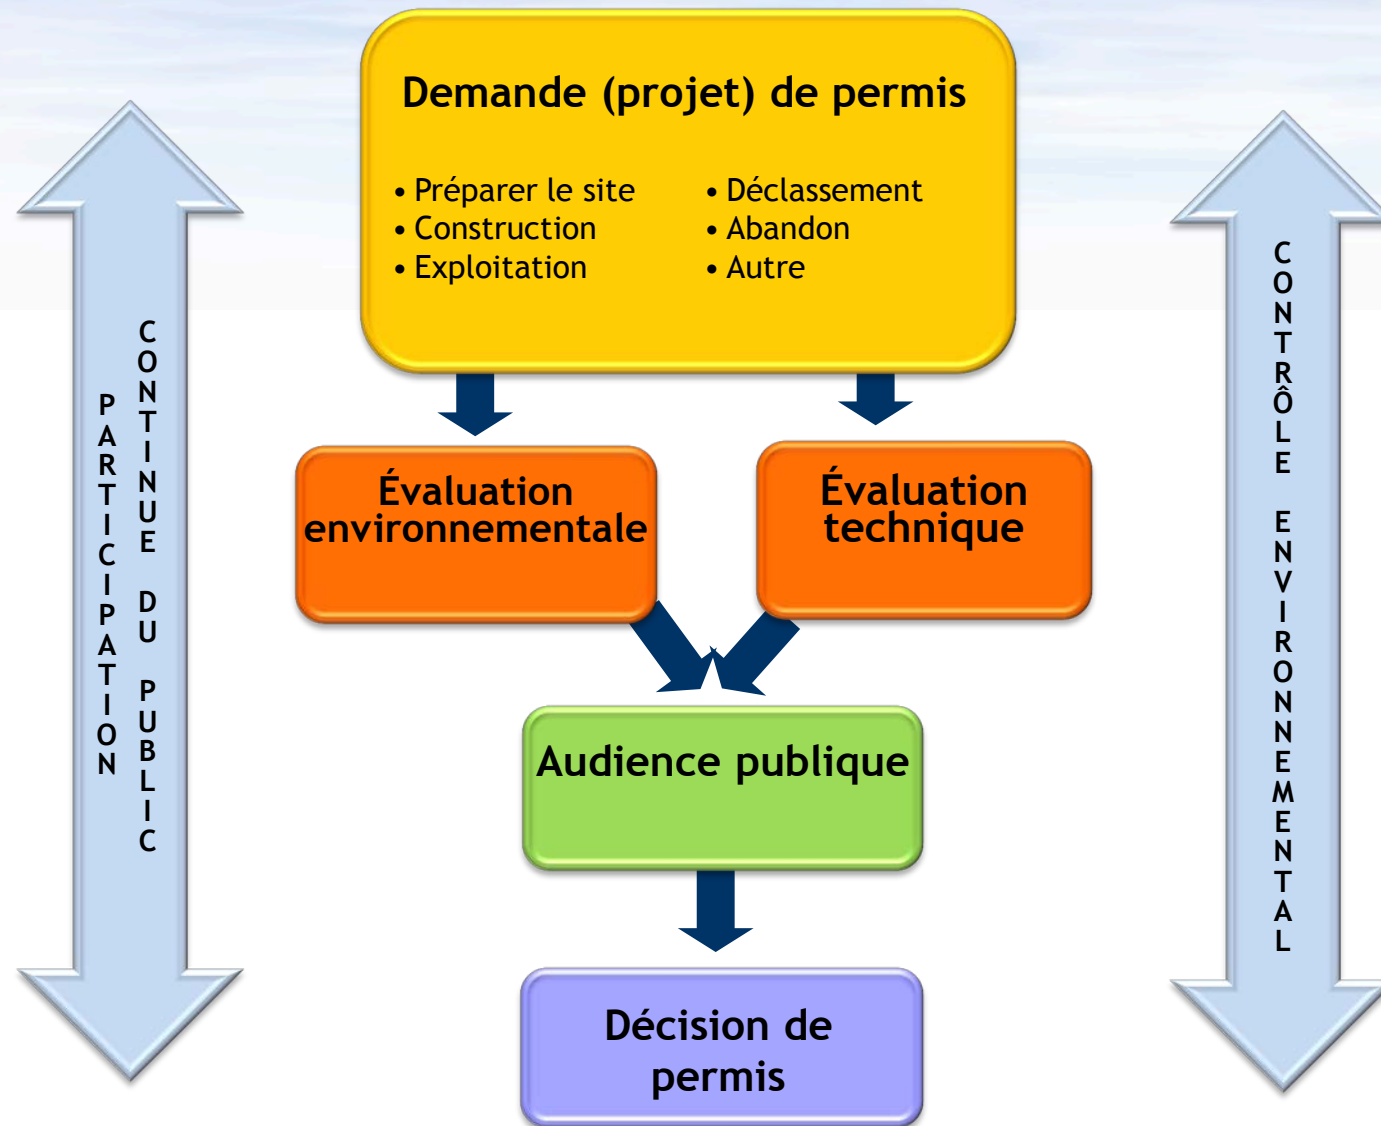 Demande (projet) de permis
• Préparer le site
• Construction
• Exploitation
• Déclassement
• Abandon
• Autre
PARTICIPATION
CONTINUE DU PUBLIC
Évaluation
environnementale
Évaluation
technique
Audience publique
Décision de
permis
CONTRÔLE ENVIRONNEMENTAL